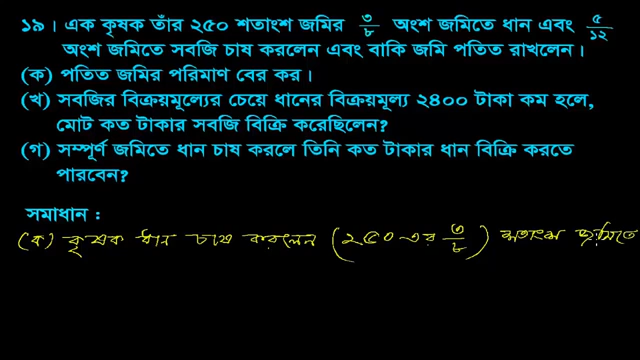 ১৯। এক কৃষক তাঁর ২৫০ শতাংশ জমির ৩/৮ অংশ জমিতে ধান এবং ৫/১২
অংশ জমিতে সবজি চাষ করলেন এবং বাকি জমি পতিত রাখলেন।
(ক) পতিত জমির পরিমাণ বের কর।
(খ) সবজির বিক্রয়মূল্যের চেয়ে ধানের বিক্রয়মূল্য ২৪০০ টাকা কম হলে,
মোট কত টাকার সবজি বিক্রি করেছিলেন?
(গ) সম্পূর্ণ জমিতে ধান চাষ করলে তিনি কত টাকার ধান বিক্রি করতে
পারবেন?
সমাধান :
(ক) কৃষক ধান চাষ করলেন (২৫০ এর ৩/৮) শতাংশ জমিতে